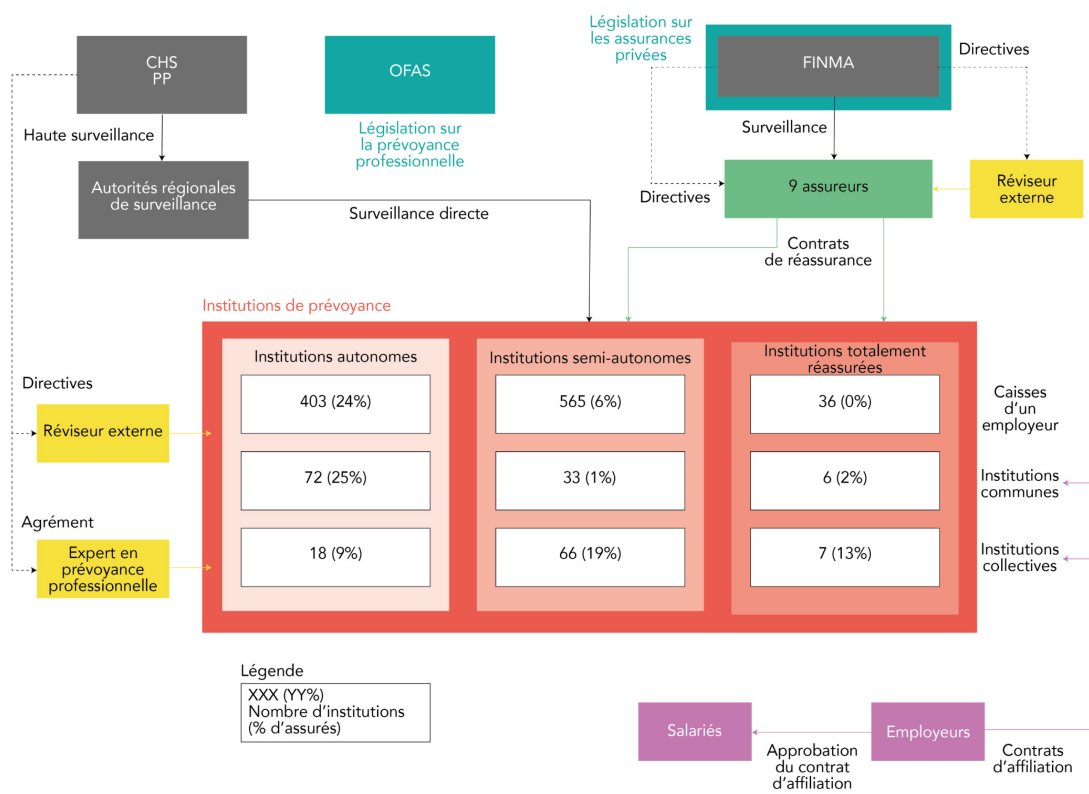 CHS
PP
OFAS
Législation sur
les assurances
privées
FINMA
Directives
Haute surveillance
Législation sur
la prévoyance
professionnelle
Surveillance
Autorités régionales
de surveillance
Surveillance directe
Directives
9 assureurs
Réviseur
externe
Contrats
de réassurance
Institutions de prévoyance
Institutions autonomes
Institutions semi-autonomes
Institutions totalement
réassurées
Directives
Réviseur externe
403 (24%)
565 (6%)
36 (0%)
Caisses
d'un
employeur
72 (25%)
33 (1%)
6 (2%)
Institutions
communes
Agrément
Expert en
prévoyance
professionnelle
18 (9%)
66 (19%)
7 (13%)
Institutions
collectives
Légende
XXX (YY%)
Nombre d'institutions
(% d'assurés)
Salariés
Approbation
du contrat
d'affiliation
Employeurs
Contrats
d'affiliation